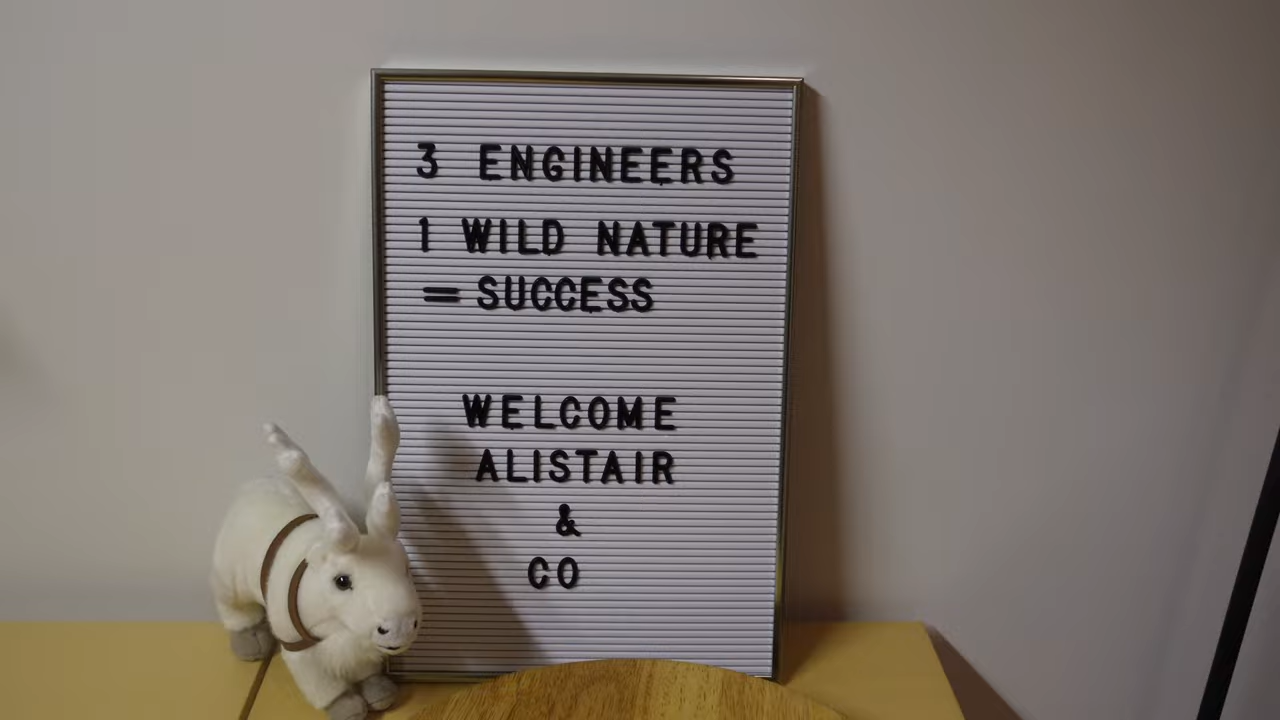 3 ENGINEERS
1 WILD NATURE
= SUCCESS
WELCOME
ALISTAIR
&
CO